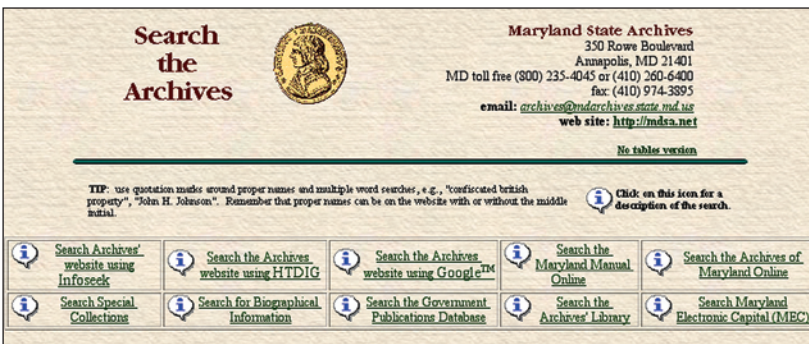 Search
the
Archives
Maryland State Archives
350 Rowe Boulevard
Annapolis, MD 21401
MD toll free (800) 235-4045 or (410) 260-6400
fax: (410) 974-3895
email: archives@mdarchives.state.md.us
web site: http://mdsa.net
No tables version
TIP: use quotation marks around proper names and multiple word searches, e.g., "confiscated british
property", "John H. Johnson". Remember that proper names can be on the website with or without the middle
initial.
Click on this icon for a
description of the search.
Search Archives'
website using
Infoseek
Search the Archives
website using HTDIG
Search the Archives
website using Google™
Search the
Maryland Manual
Online
Search the Archives of
Maryland Online
Search Special
Collections
Search for Biographical
Information
Search the Government
Publications Database
Search the
Archives' Library
Search Maryland
Electronic Capital (MEC)